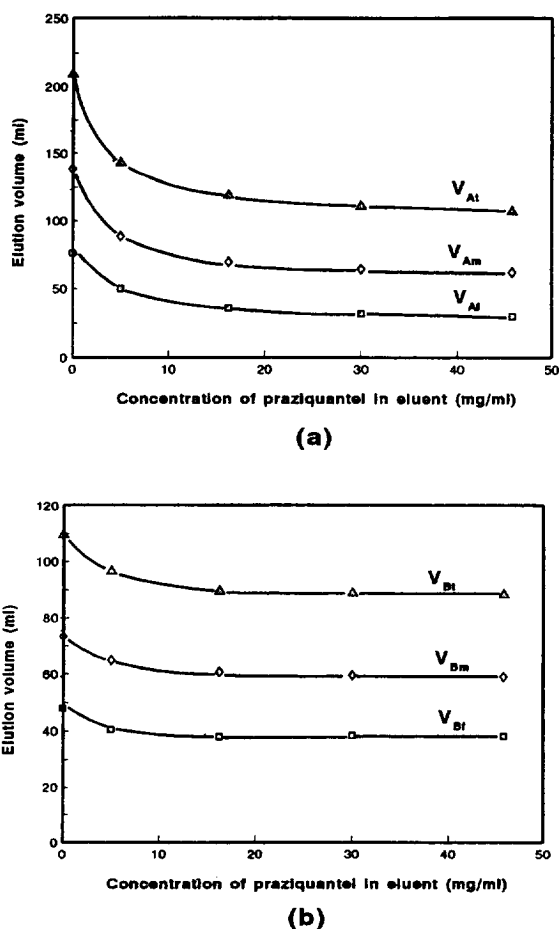 250
200
150
100
50
0
Elution volume (ml)
V_At
V_Am
V_Af
0 10 20 30 40 50
Concentration of praziquantel in eluent (mg/ml)
(a)
120
100
80
60
40
20
0
Elution volume (ml)
V_Bt
V_Bm
V_Bf
0 10 20 30 40 50
Concentration of praziquantel in eluent (mg/ml)
(b)